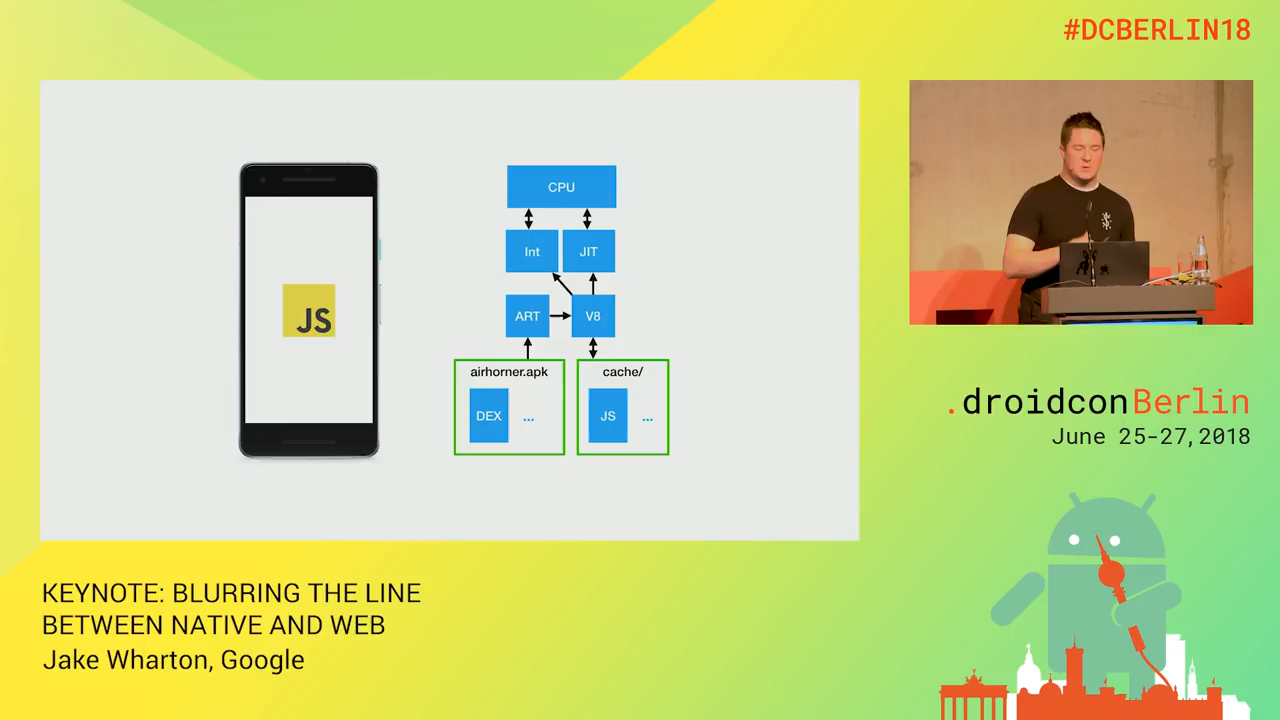 #DCBERLIN18
JS
CPU
Int
JIT
ART
V8
airhorner.apk
DEX
...
cache/
JS
...
.droidconBerlin
June 25-27, 2018
KEYNOTE: BLURRING THE LINE
BETWEEN NATIVE AND WEB
Jake Wharton, Google